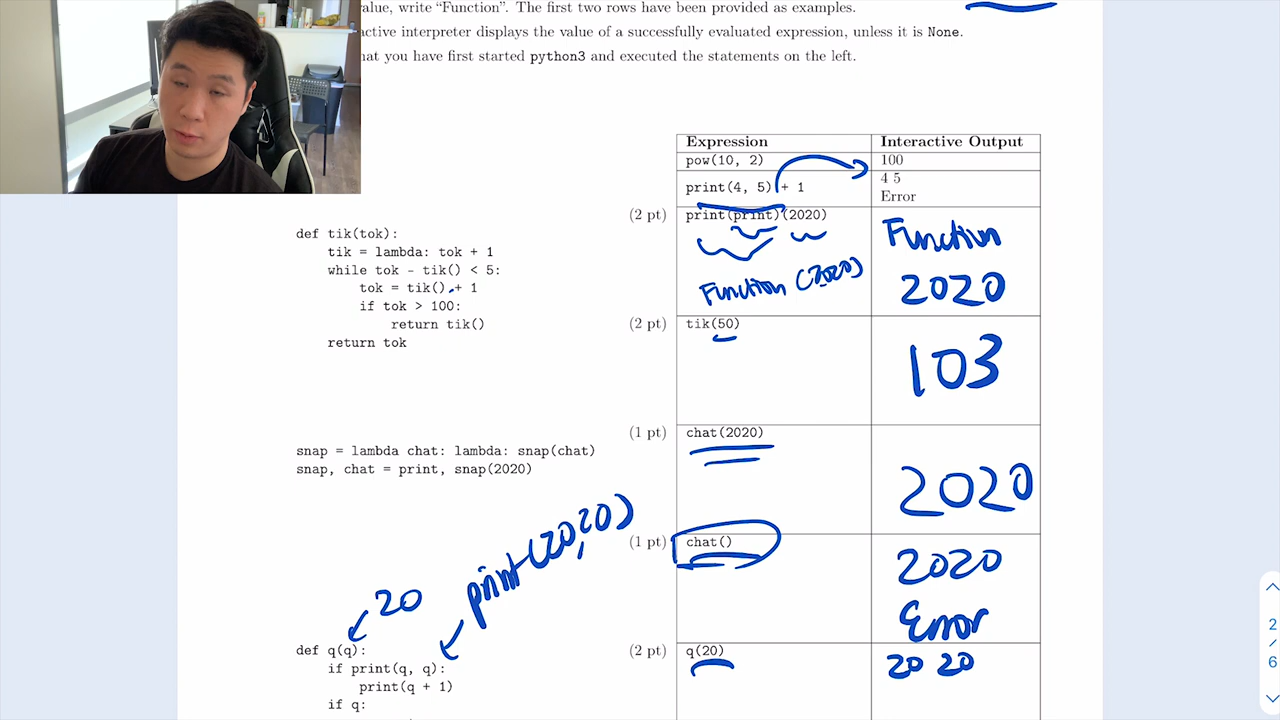 value, write “Function”. The first two rows have been provided as examples.
active interpreter displays the value of a successfully evaluated expression, unless it is None.
that you have first started python3 and executed the statements on the left.
Expression Interactive Output
pow(10, 2) 100
print(4, 5) + 1 4 5
Error
(2 pt) print(print)(2020) Function
Function (2020) 2020
def tik(tok):
tik = lambda: tok + 1
while tok - tik() < 5:
tok = tik() + 1
if tok > 100:
return tik()
return tok
(2 pt) tik(50) 103
snap = lambda chat: lambda: snap(chat)
snap, chat = print, snap(2020)
(1 pt) chat(2020) 2020
(1 pt) chat() 2020
Error
20
print(20,20)
def q(q):
if print(q, q):
print(q + 1)
if q:
(2 pt) q(20) 20 20
2
/
6